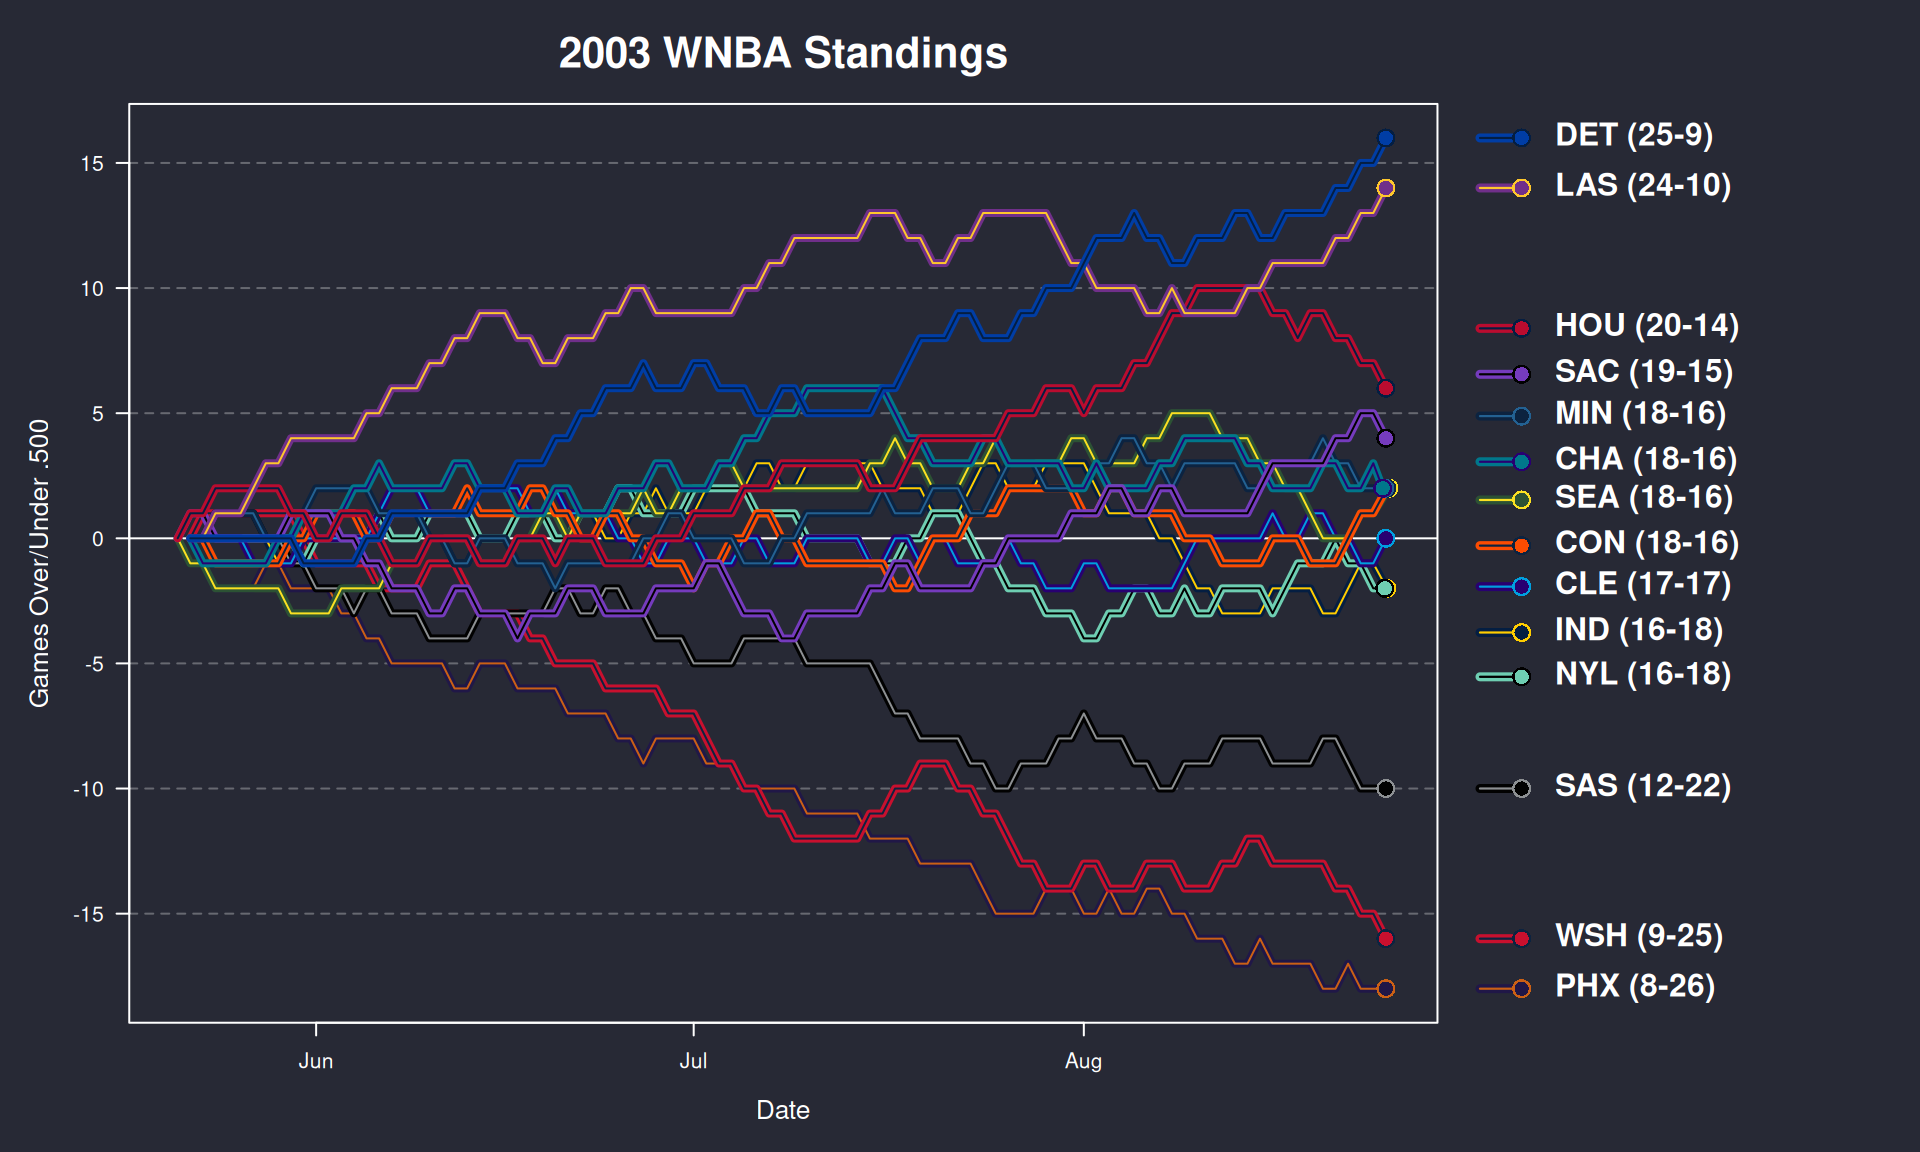 2003 WNBA Standings
Games Over/Under .500
15
10
5
0
-5
-10
-15
Jun
Jul
Aug
Date
DET (25-9)
LAS (24-10)
HOU (20-14)
SAC (19-15)
MIN (18-16)
CHA (18-16)
SEA (18-16)
CON (18-16)
CLE (17-17)
IND (16-18)
NYL (16-18)
SAS (12-22)
WSH (9-25)
PHX (8-26)